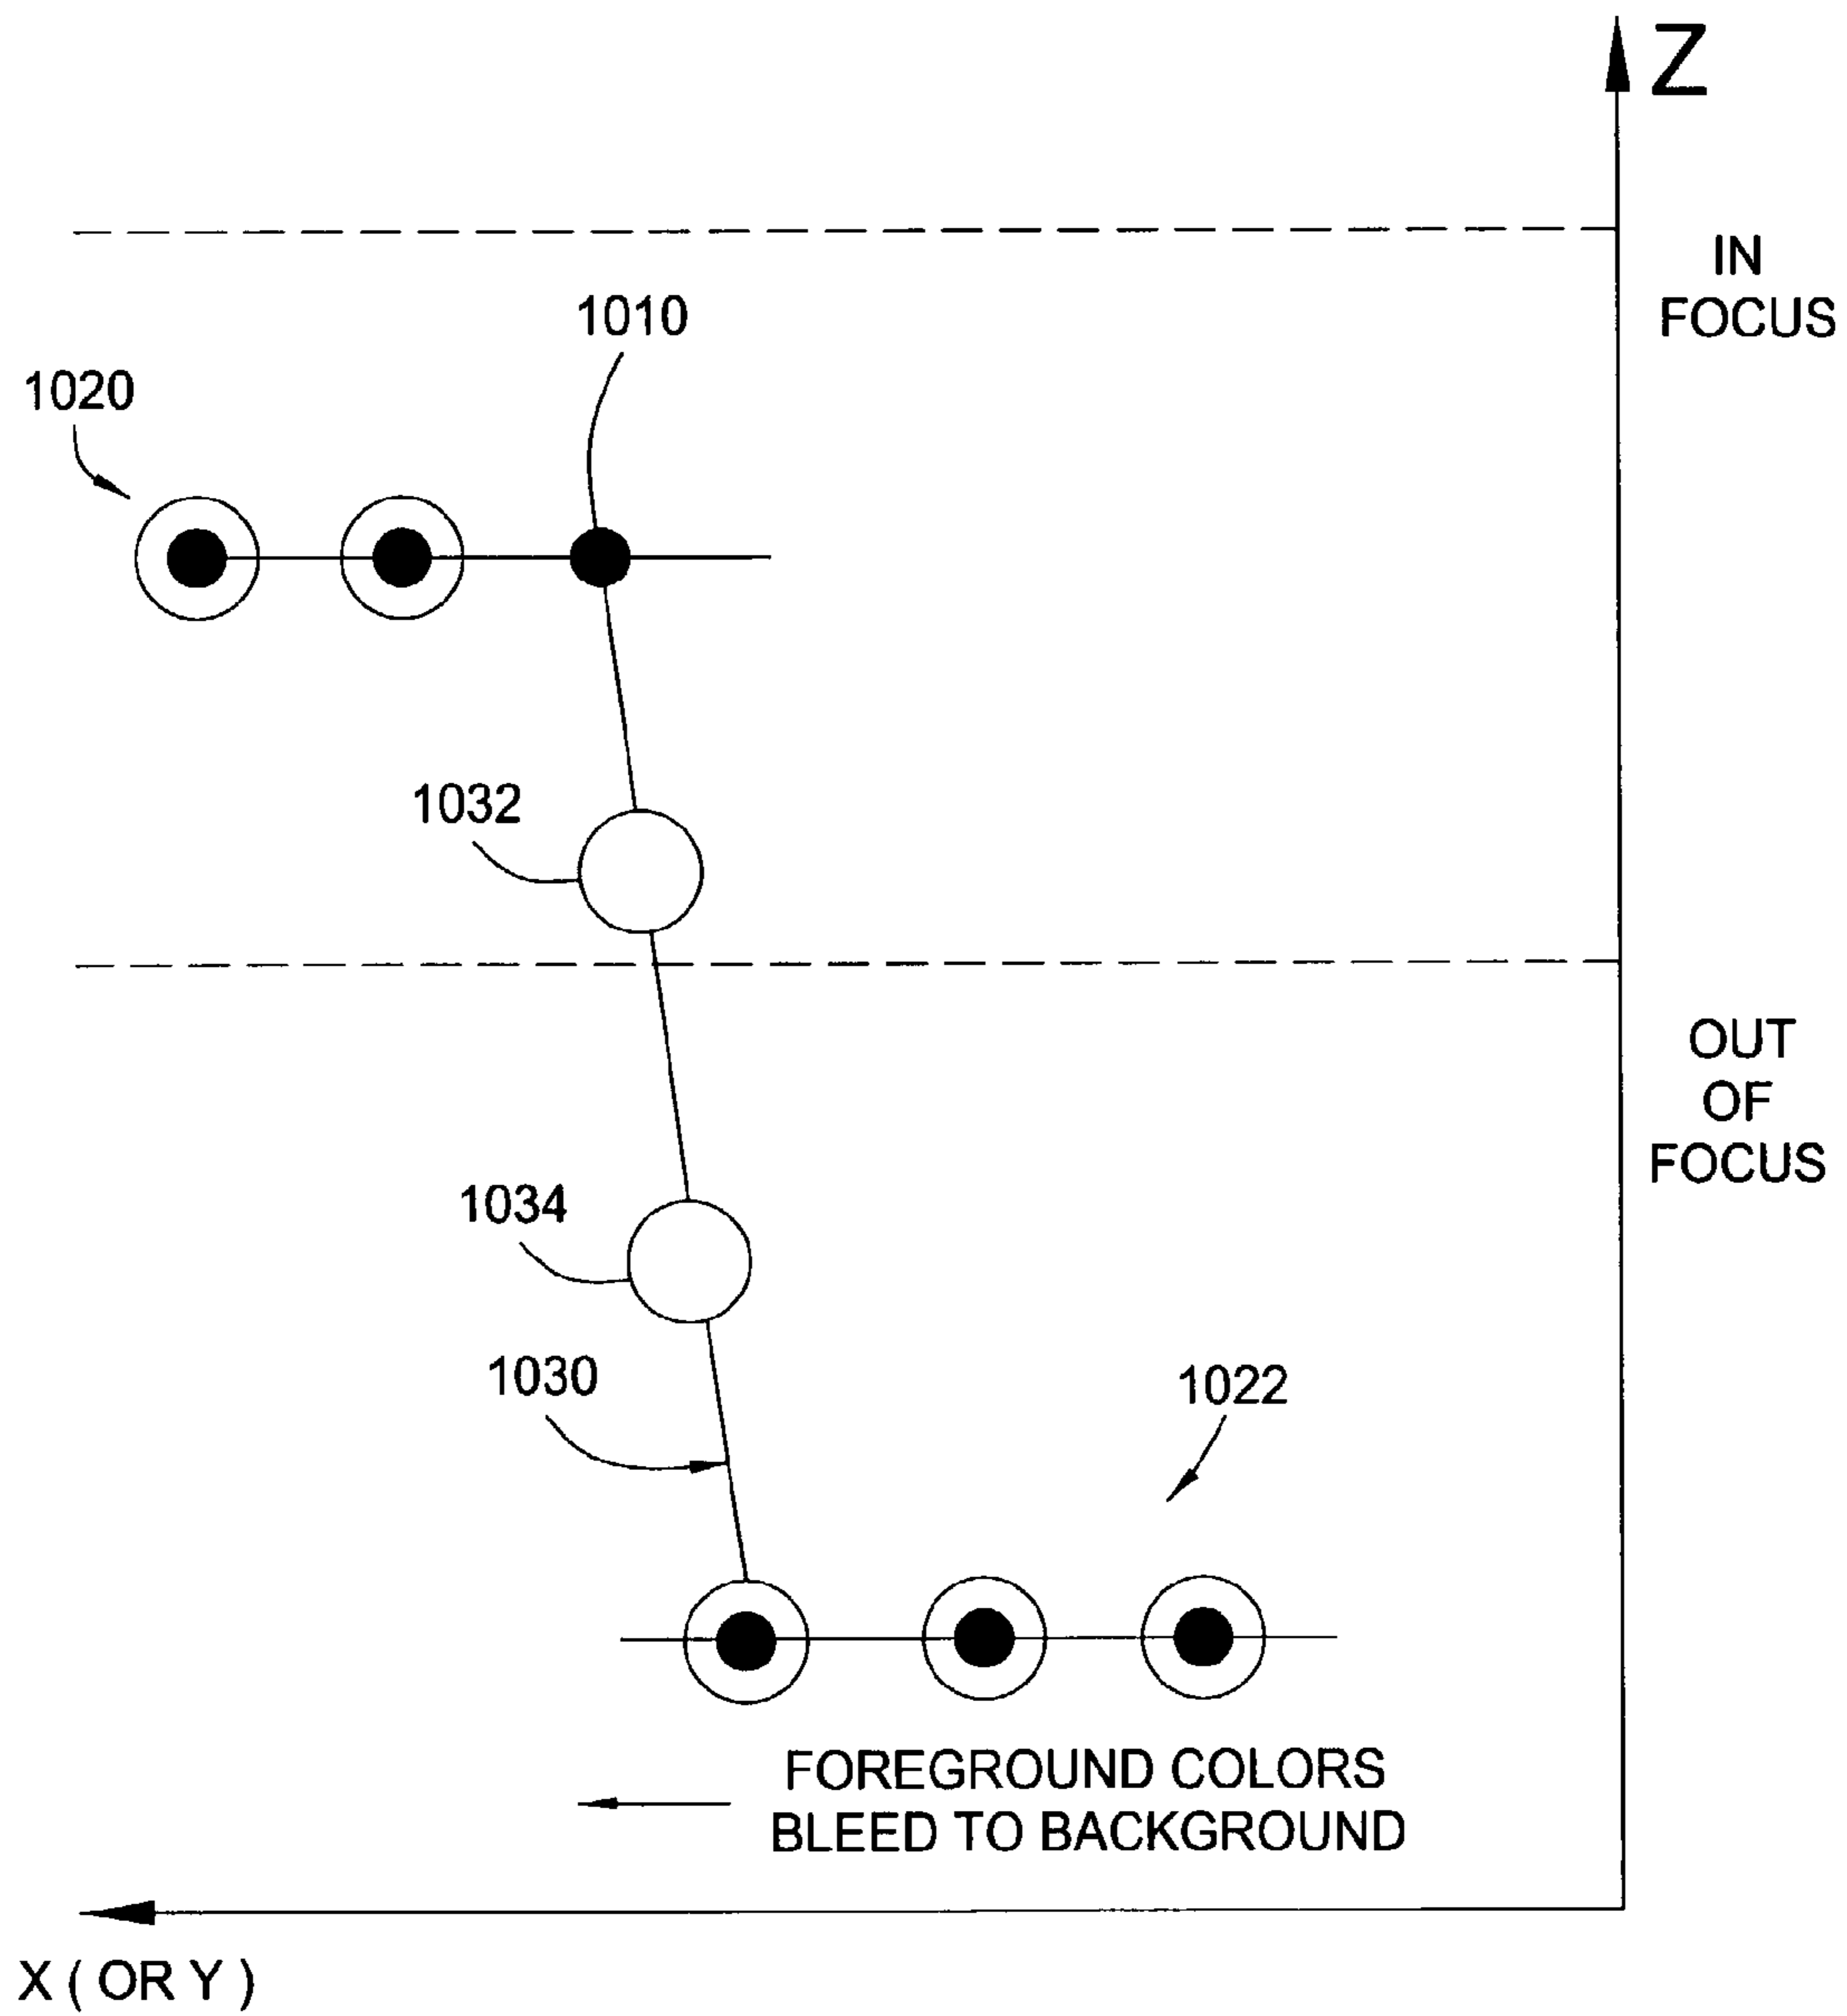 Z
IN
FOCUS
1010
1020
1032
OUT
OF
FOCUS
1034
1030
1022
FOREGROUND COLORS
BLEED TO BACKGROUND
X ( OR Y )